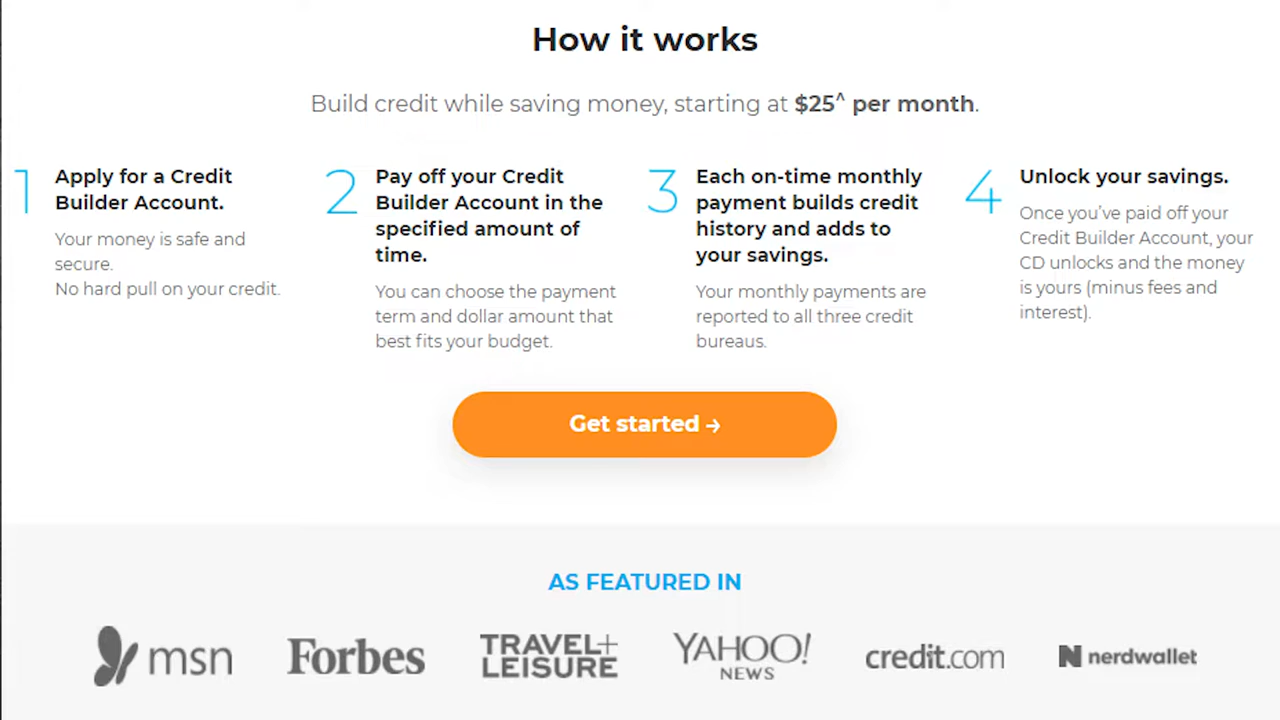 How it works
Build credit while saving money, starting at $25^ per month.
1
Apply for a Credit
Builder Account.
Your money is safe and
secure.
No hard pull on your credit.
2
Pay off your Credit
Builder Account in the
specified amount of
time.
You can choose the payment
term and dollar amount that
best fits your budget.
3
Each on-time monthly
payment builds credit
history and adds to
your savings.
Your monthly payments are
reported to all three credit
bureaus.
4
Unlock your savings.
Once you’ve paid off your
Credit Builder Account, your
CD unlocks and the money
is yours (minus fees and
interest).
Get started →
AS FEATURED IN
msn
Forbes
TRAVEL+
LEISURE
YAHOO!
NEWS
credit.com
N nerdwallet